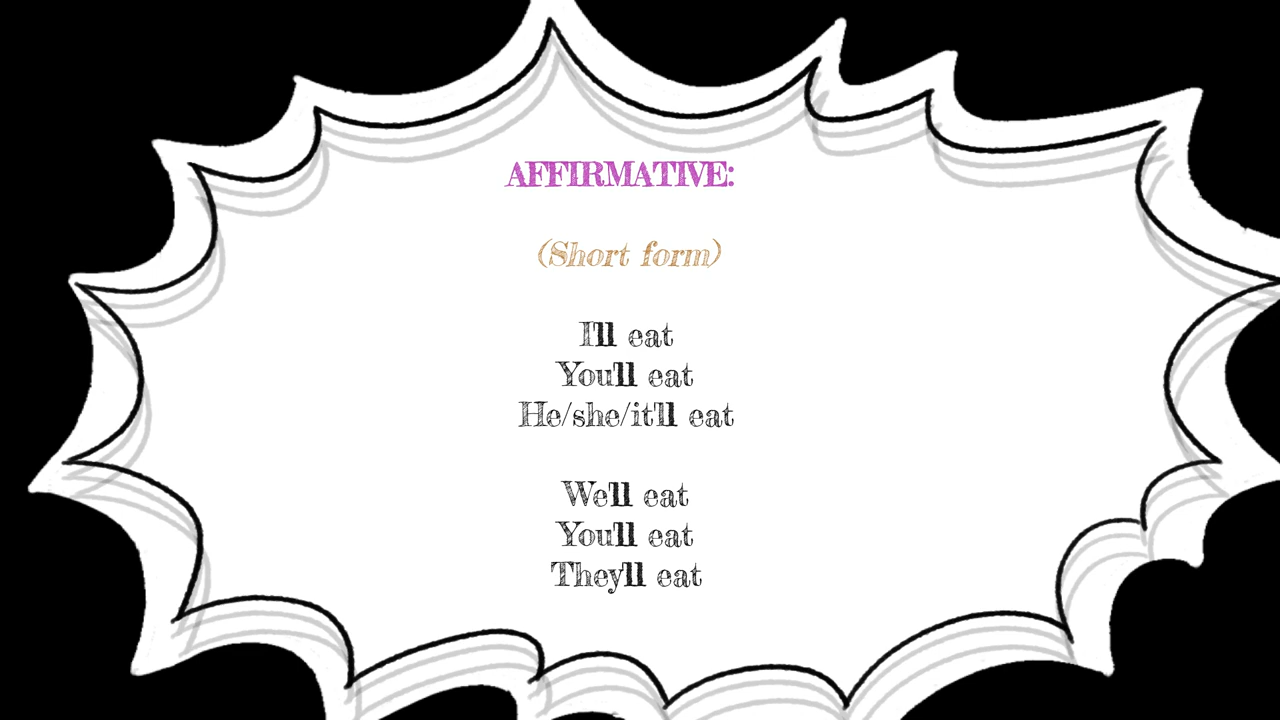 AFFIRMATIVE:
(Short form)
I'll eat
You'll eat
He/she/it'll eat
We'll eat
You'll eat
They'll eat